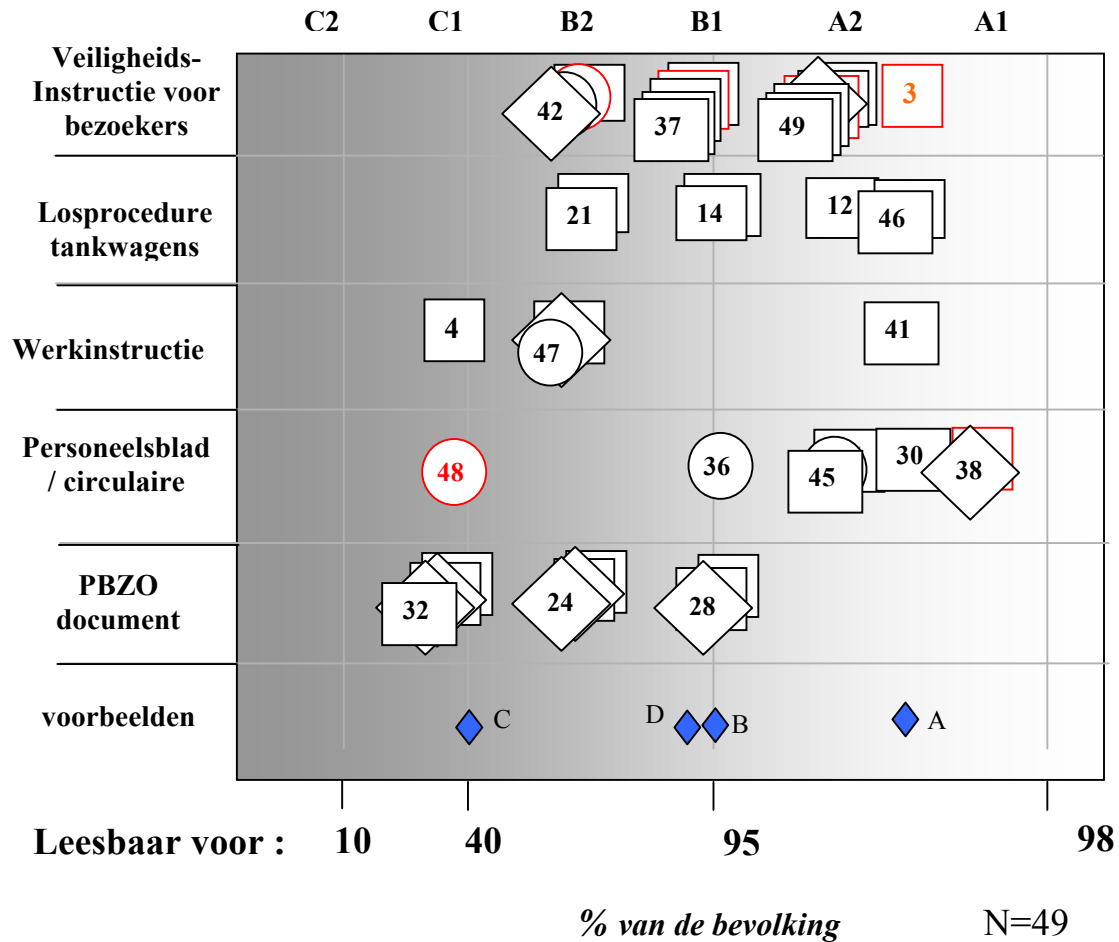 C2 C1 B2 B1 A2 A1
Veiligheids-
Instructie voor
bezoekers
42 37 49 3
Losprocedure
tankwagens
21 14 12 46
Werkinstructie
4 47 41
Personeelsblad
/ circulaire
48 36 45 30 38
PBZO
document
32 24 28
voorbeelden
C D B A
Leesbaar voor : 10 40 95 98
% van de bevolking N=49